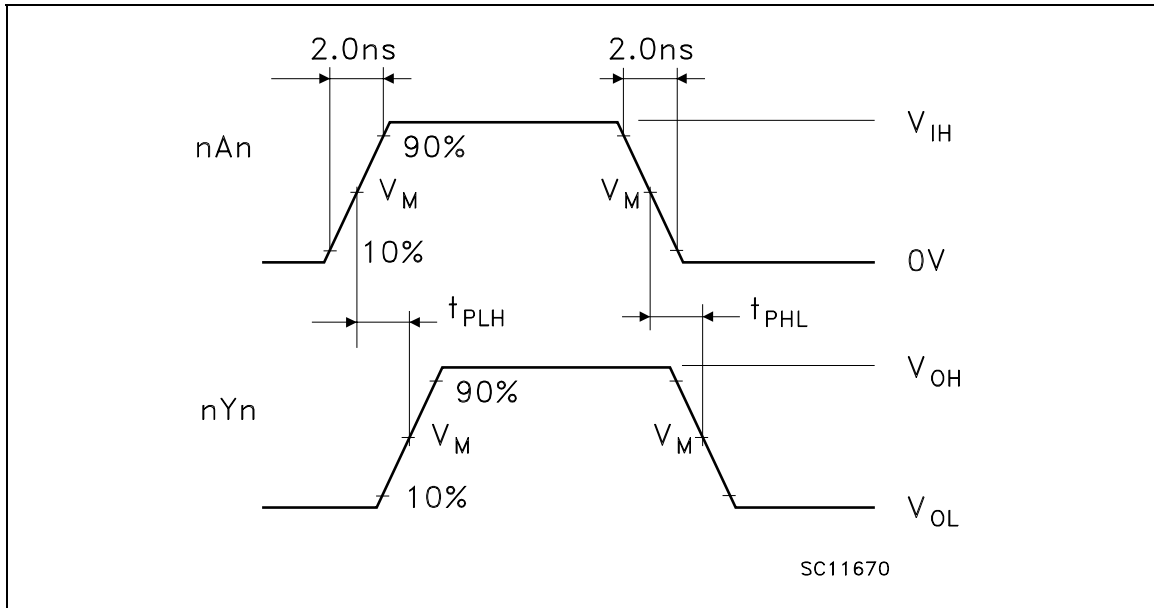 2.0ns 2.0ns
nAn 90% V_IH
V_M V_M
10% 0V
t_PLH t_PHL
nYn 90% V_OH
V_M V_M
10% V_OL
SC11670